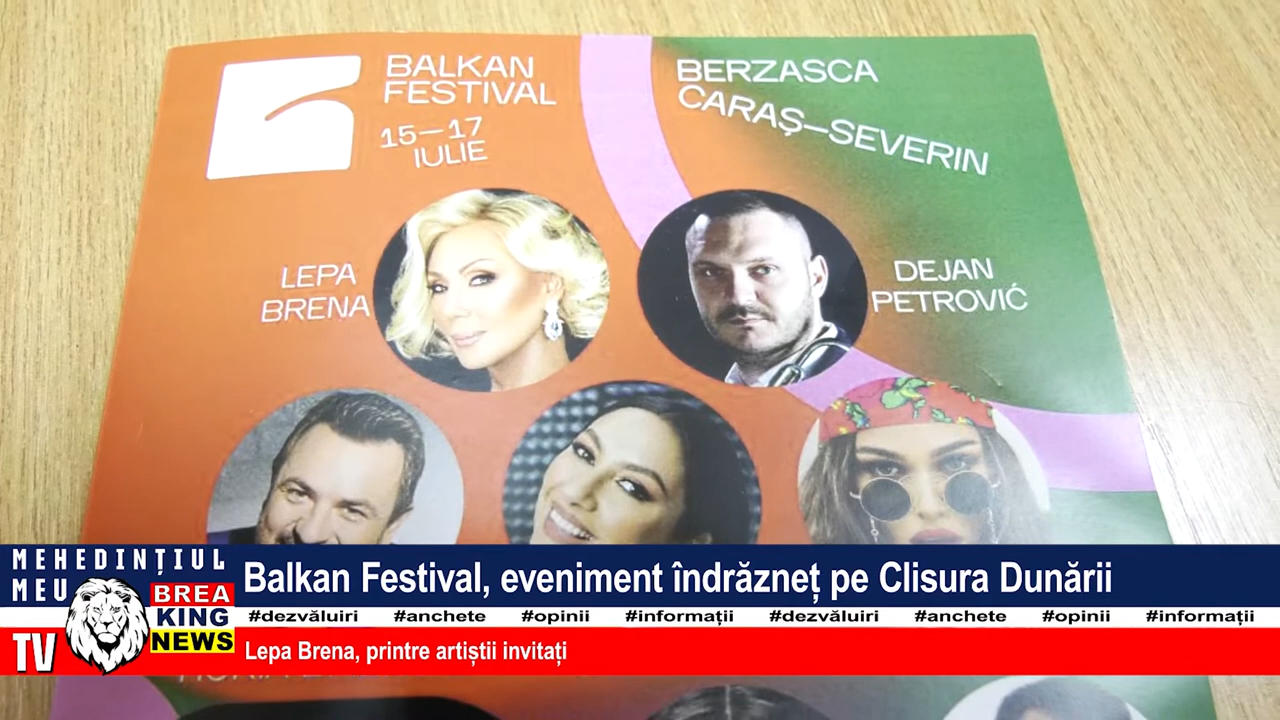 BALKAN
FESTIVAL
15—17
IULIE
BERZASCA
CARAȘ—SEVERIN
LEPA
BRENA
DEJAN
PETROVIĆ
MEHEDINȚIUL
MEU
TV
BREA
KING
NEWS
Balkan Festival, eveniment îndrăzneț pe Clisura Dunării
#dezvăluiri #anchete #opinii #informații #dezvăluiri #anchete #opinii #informații
Lepa Brena, printre artiștii invitați